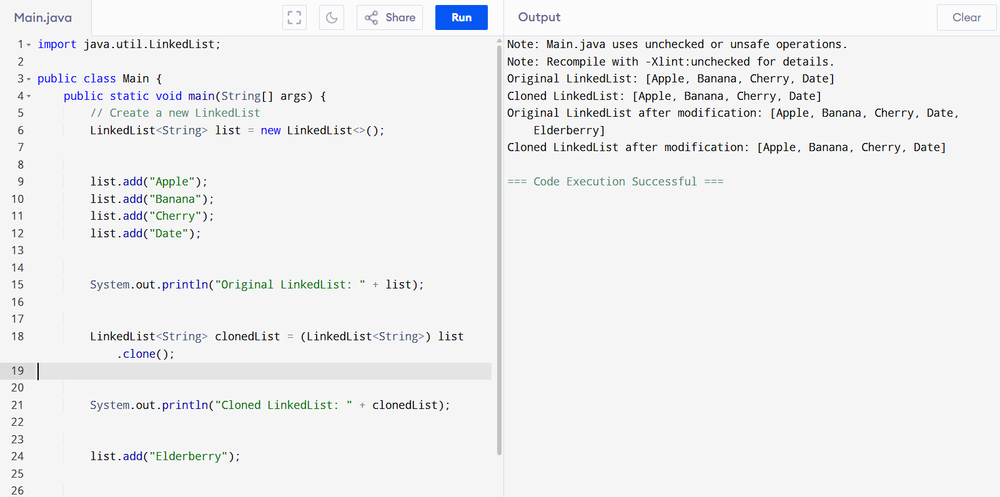 Main.java
Share
Run
Output
Clear
1 import java.util.LinkedList;
2
3 public class Main {
4     public static void main(String[] args) {
5         // Create a new LinkedList
6         LinkedList<String> list = new LinkedList<>();
7
8
9         list.add("Apple");
10         list.add("Banana");
11         list.add("Cherry");
12         list.add("Date");
13
14
15         System.out.println("Original LinkedList: " + list);
16
17
18         LinkedList<String> clonedList = (LinkedList<String>) list
            .clone();
19
20
21         System.out.println("Cloned LinkedList: " + clonedList);
22
23
24         list.add("Elderberry");
25
26
Note: Main.java uses unchecked or unsafe operations.
Note: Recompile with -Xlint:unchecked for details.
Original LinkedList: [Apple, Banana, Cherry, Date]
Cloned LinkedList: [Apple, Banana, Cherry, Date]
Original LinkedList after modification: [Apple, Banana, Cherry, Date,
    Elderberry]
Cloned LinkedList after modification: [Apple, Banana, Cherry, Date]

=== Code Execution Successful ===